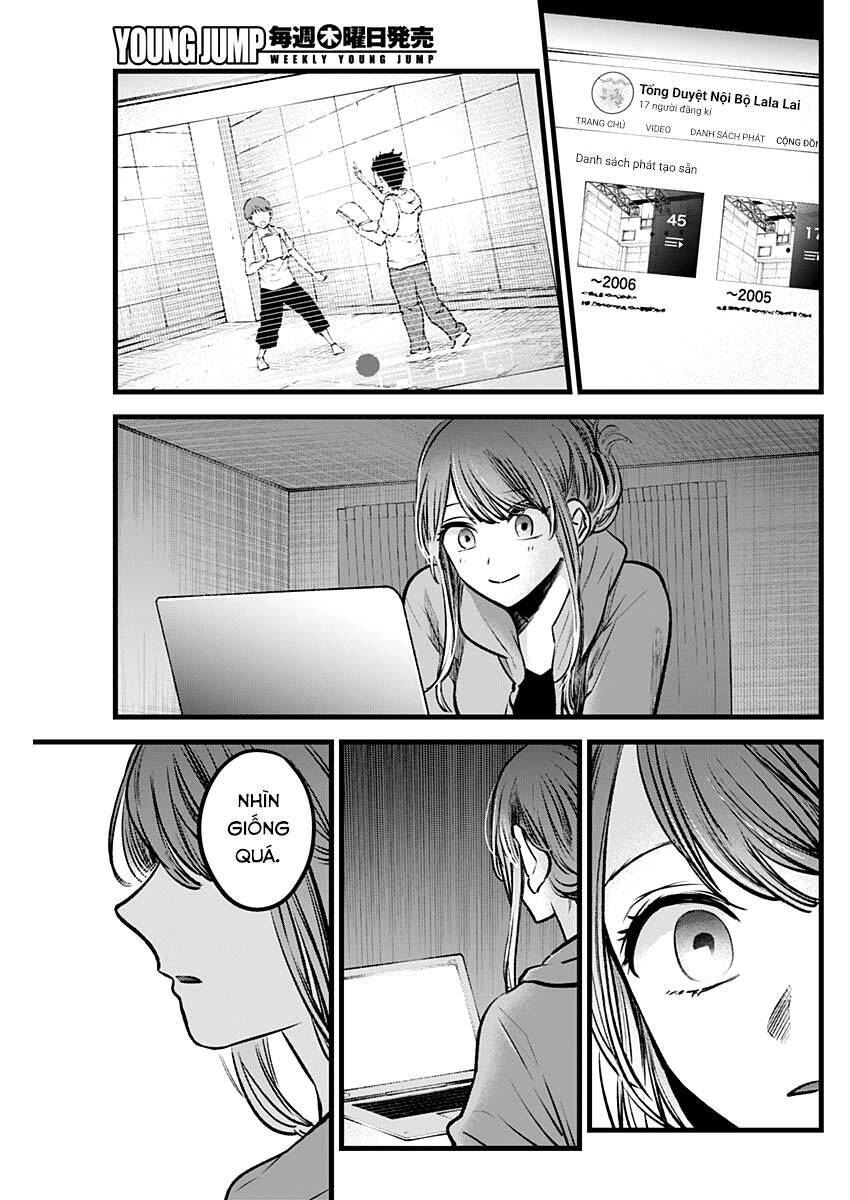 YOUNG JUMP 毎週木曜日発売
WEEKLY YOUNG JUMP
Tổng Duyệt Nội Bộ Lala Lai
17 người đăng kí
TRANG CHỦ VIDEO DANH SÁCH PHÁT CỘNG ĐỒN
Danh sách phát tạo sẵn
45 17
～2006 ～2005
NHÌN
GIỐNG
QUÁ.